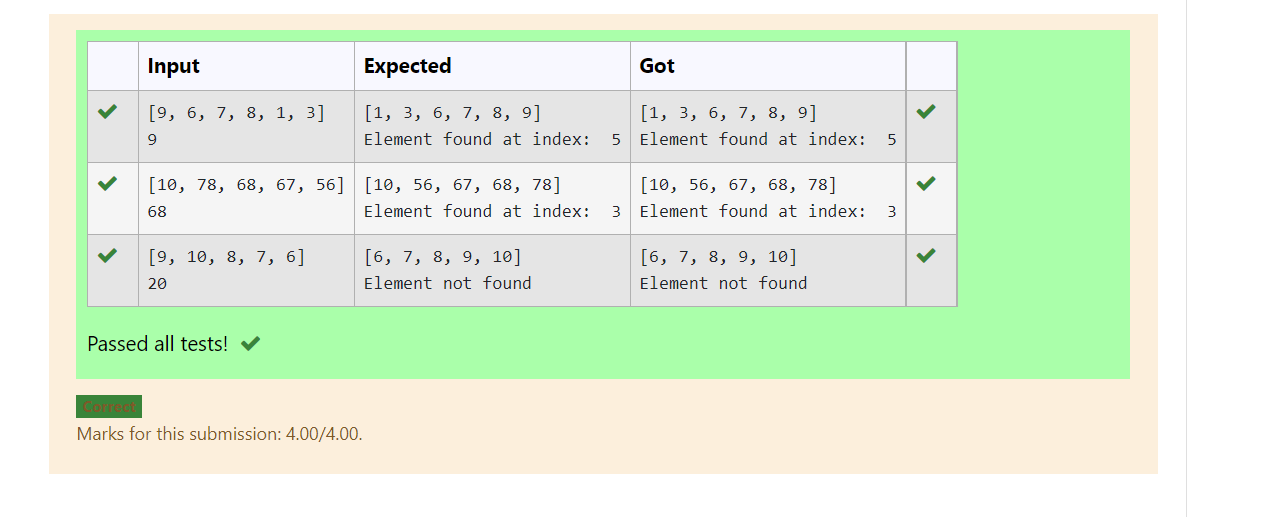 Input Expected Got
[9, 6, 7, 8, 1, 3] [1, 3, 6, 7, 8, 9] [1, 3, 6, 7, 8, 9]
9 Element found at index:  5 Element found at index:  5
[10, 78, 68, 67, 56] [10, 56, 67, 68, 78] [10, 56, 67, 68, 78]
68 Element found at index:  3 Element found at index:  3
[9, 10, 8, 7, 6] [6, 7, 8, 9, 10] [6, 7, 8, 9, 10]
20 Element not found Element not found
Passed all tests!
Correct
Marks for this submission: 4.00/4.00.